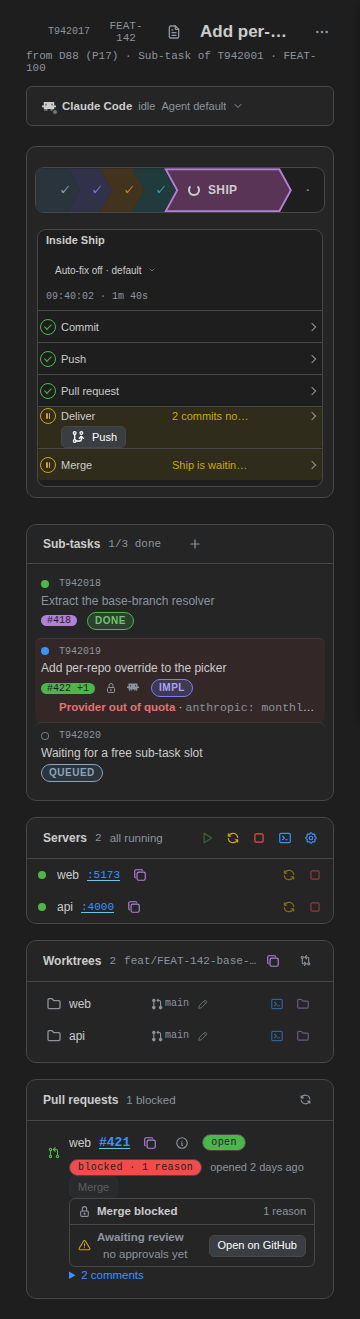 T942017 FEAT-142 Add per-…
from D88 (P17) · Sub-task of T942001 · FEAT-100
Claude Code idle Agent default
SHIP
Inside Ship
Auto-fix off · default
09:40:02 · 1m 40s
Commit
Push
Pull request
Deliver 2 commits no…
Push
Merge Ship is waitin…
Sub-tasks 1/3 done
T942018
Extract the base-branch resolver
#418 DONE
T942019
Add per-repo override to the picker
#422 +1 IMPL
Provider out of quota · anthropic: monthl…
T942020
Waiting for a free sub-task slot
QUEUED
Servers 2 all running
web :5173
api :4000
Worktrees 2 feat/FEAT-142-base-…
web main
api main
Pull requests 1 blocked
web #421 open
blocked · 1 reason opened 2 days ago
Merge
Merge blocked 1 reason
Awaiting review
no approvals yet
Open on GitHub
2 comments